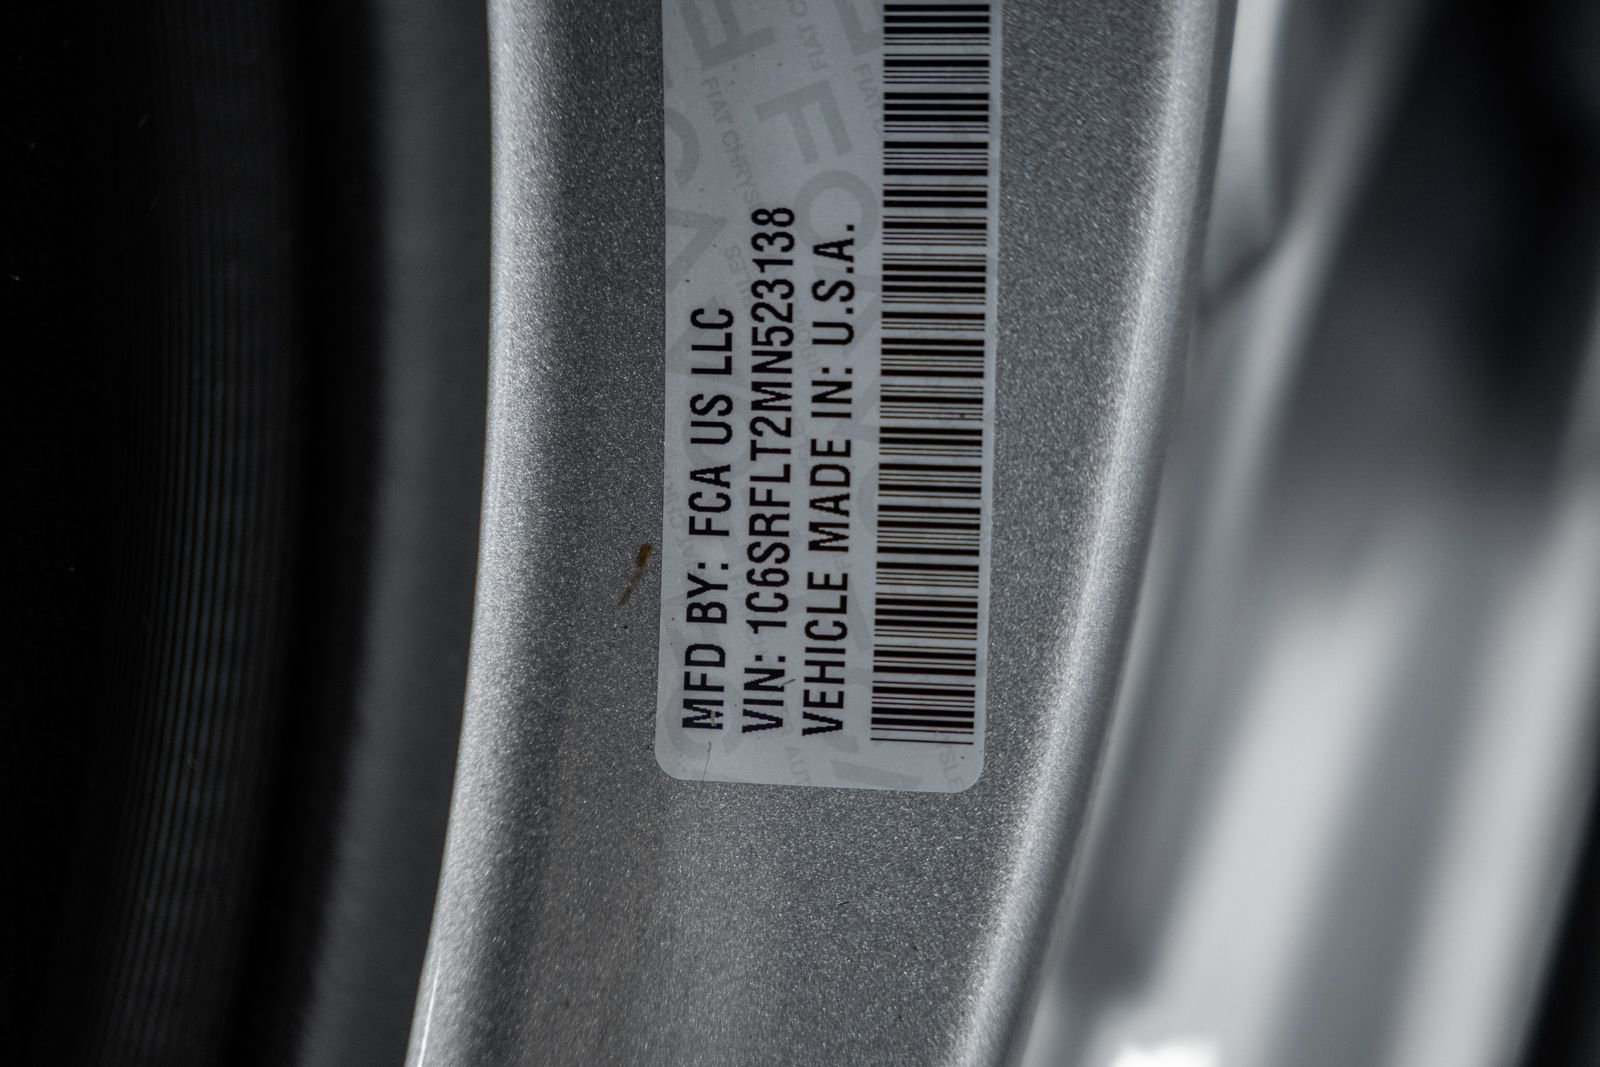 MFD BY: FCA US LLC
VIN: 1C6SRFLT2MN523138
VEHICLE MADE IN: U.S.A.